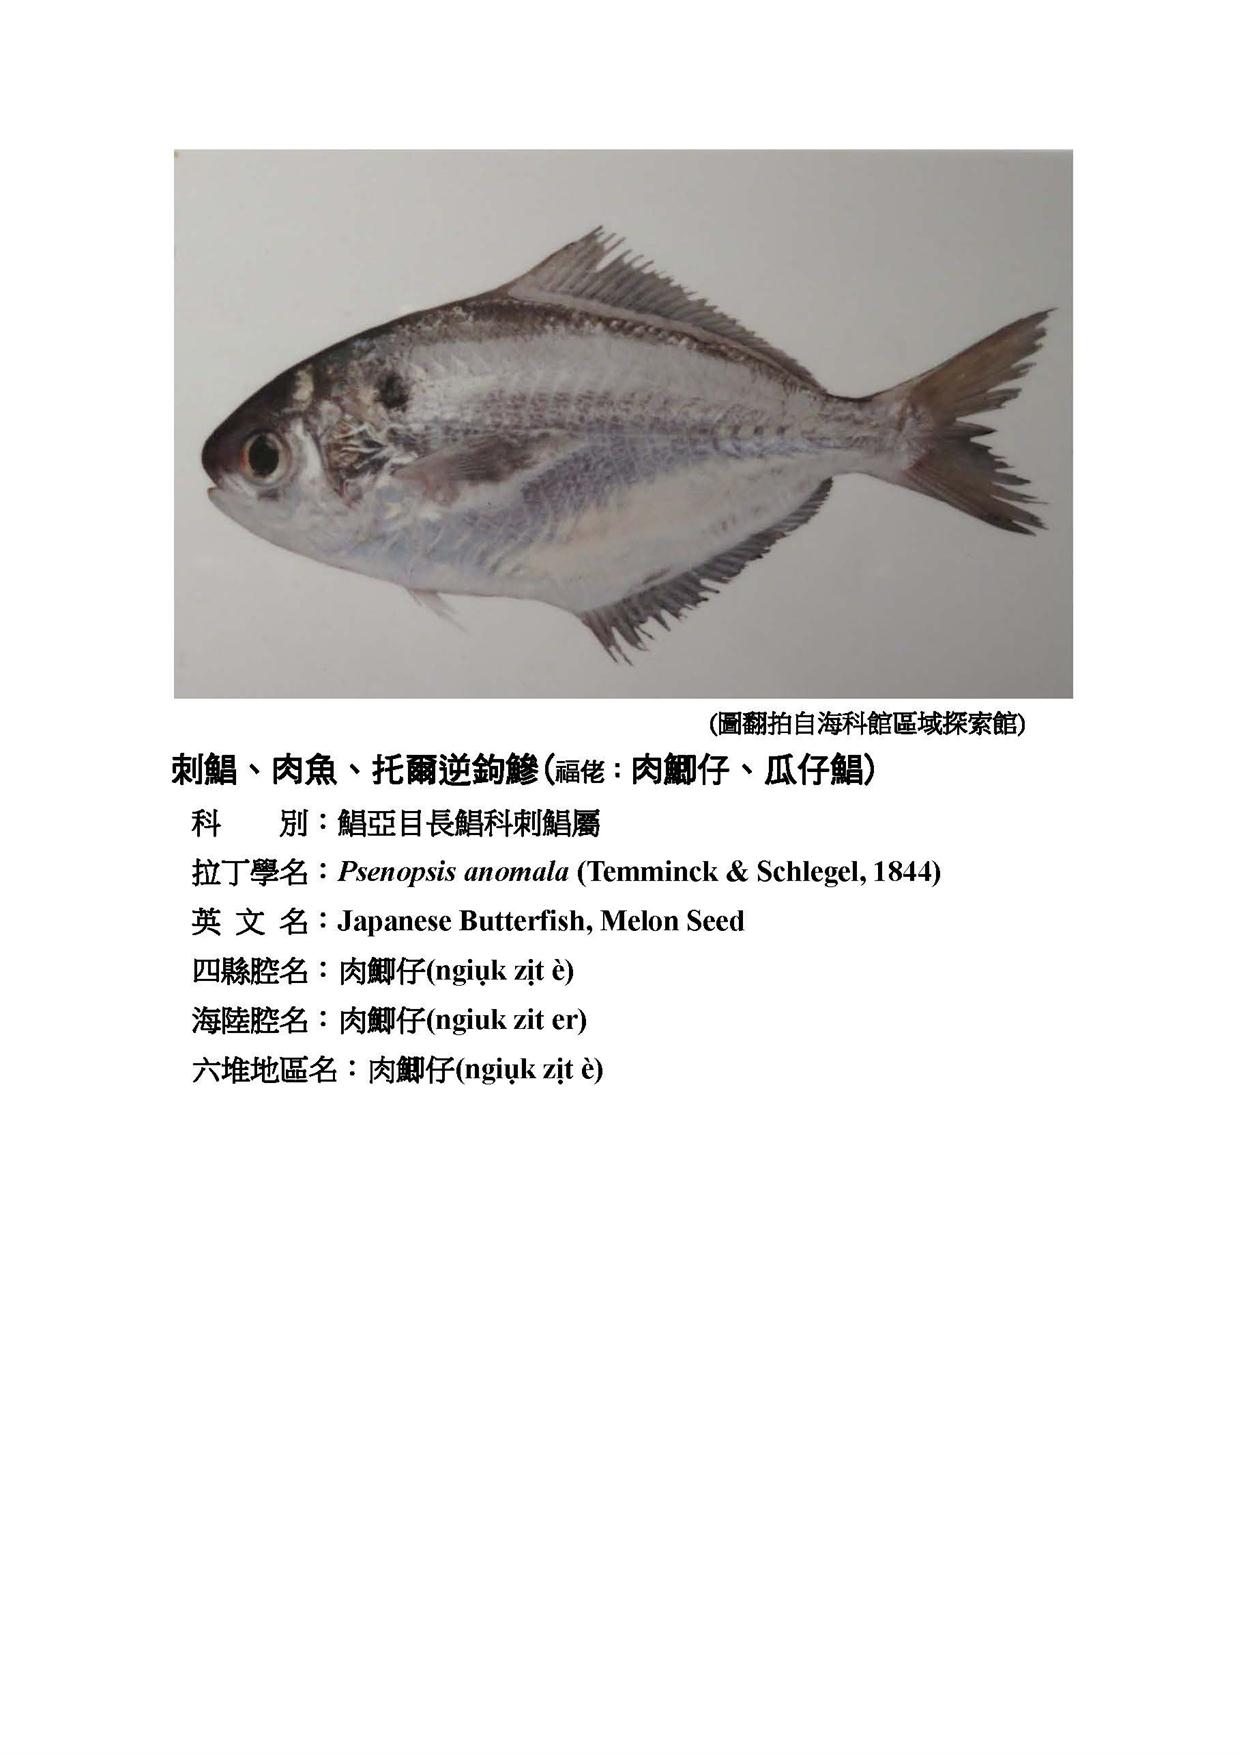 (圖翻拍自海科館區域探索館)
刺鯧、肉魚、托爾逆鉤鰺(福佬：肉鯽仔、瓜仔鯧)
科　　別：鯧亞目長鯧科刺鯧屬
拉丁學名：Psenopsis anomala (Temminck & Schlegel, 1844)
英 文 名：Japanese Butterfish, Melon Seed
四縣腔名：肉鯽仔(ngiụk zịt è)
海陸腔名：肉鯽仔(ngiuk zit er)
六堆地區名：肉鯽仔(ngiụk zịt è)